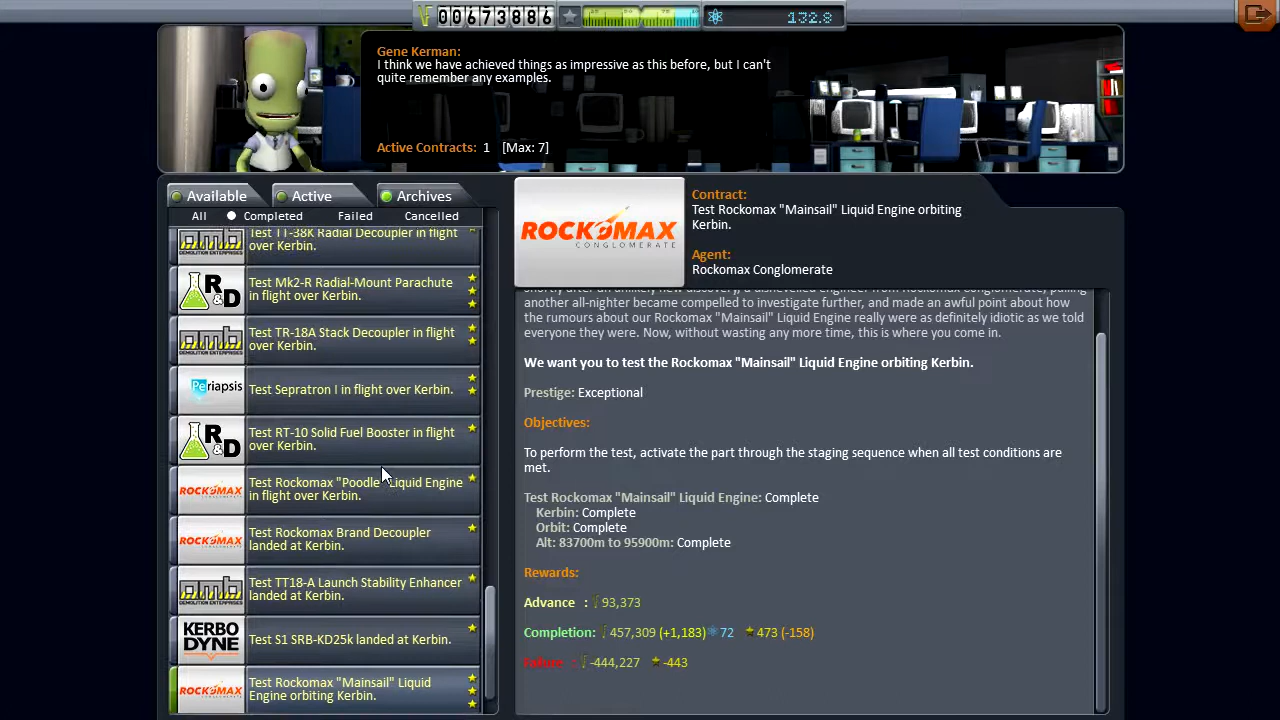 00673886
132.8
Gene Kerman:
I think we have achieved things as impressive as this before, but I can't
quite remember any examples.
Active Contracts: 1 [Max: 7]
Available
Active
Archives
All
Completed
Failed
Cancelled
amb
Test TT-38K Radial Decoupler in flight
over Kerbin.
R&D
Test Mk2-R Radial-Mount Parachute
in flight over Kerbin.
amb
Test TR-18A Stack Decoupler in flight
over Kerbin.
Periapsis
Test Sepratron I in flight over Kerbin.
R&D
Test RT-10 Solid Fuel Booster in flight
over Kerbin.
ROCKOMAX
Test Rockomax "Poodle" Liquid Engine
in flight over Kerbin.
ROCKOMAX
Test Rockomax Brand Decoupler
landed at Kerbin.
amb
Test TT18-A Launch Stability Enhancer
landed at Kerbin.
KERBO
DYNE
Test S1 SRB-KD25k landed at Kerbin.
ROCKOMAX
Test Rockomax "Mainsail" Liquid
Engine orbiting Kerbin.
ROCKOMAX
CONGLOMERATE
Contract:
Test Rockomax "Mainsail" Liquid Engine orbiting
Kerbin.
Agent:
Rockomax Conglomerate
another all-nighter became compelled to investigate further, and made an awful point about how
the rumours about our Rockomax "Mainsail" Liquid Engine really were as definitely idiotic as we told
everyone they were. Now, without wasting any more time, this is where you come in.
We want you to test the Rockomax "Mainsail" Liquid Engine orbiting Kerbin.
Prestige: Exceptional
Objectives:
To perform the test, activate the part through the staging sequence when all test conditions are
met.
Test Rockomax "Mainsail" Liquid Engine: Complete
Kerbin: Complete
Orbit: Complete
Alt: 83700m to 95900m: Complete
Rewards:
Advance : 93,373
Completion: 457,309 (+1,183) 72 473 (-158)
Failure : -444,227 -443